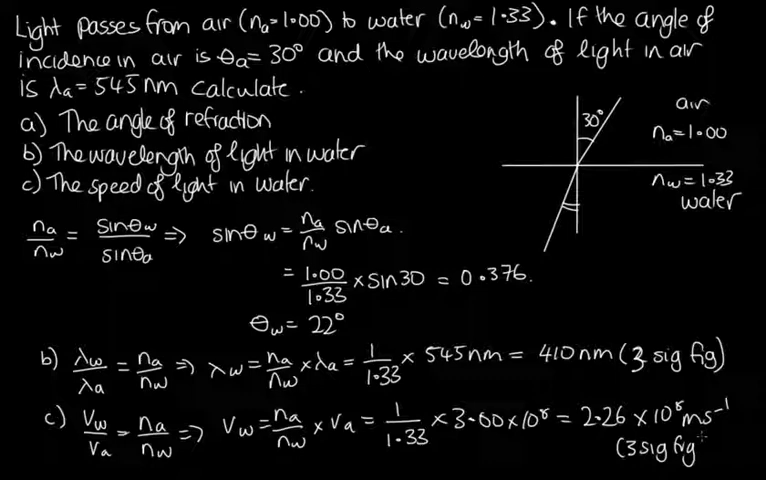 Light passes from air (na=1.00) to water (nw=1.33). If the angle of
incidence in air is θa=30° and the wavelength of light in air
is λa=545nm calculate.
a) The angle of refraction
b) The wavelength of light in water
c) The speed of light in water.
30°
air
na=1.00
nw=1.33
water
na/nw = sinθw/sinθa ⇒ sinθw = na/nw sinθa.
= 1.00/1.33 × sin30 = 0.376.
θw = 22°
b) λw/λa = na/nw ⇒ λw = na/nw × λa = 1/1.33 × 545nm = 410nm (3 sig fig)
c) Vw/Va = na/nw ⇒ Vw = na/nw × Va = 1/1.33 × 3.00×10⁸ = 2.26×10⁸ms⁻¹
(3sig fig